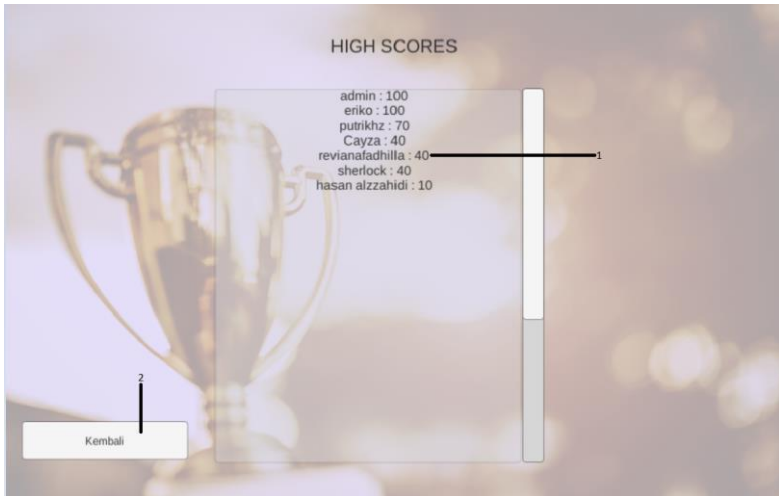 HIGH SCORES
admin : 100
eriko : 100
putrikhz : 70
Cayza : 40
revianafadhilla : 40
1
sherlock : 40
hasan alzzahidi : 10
2
Kembali